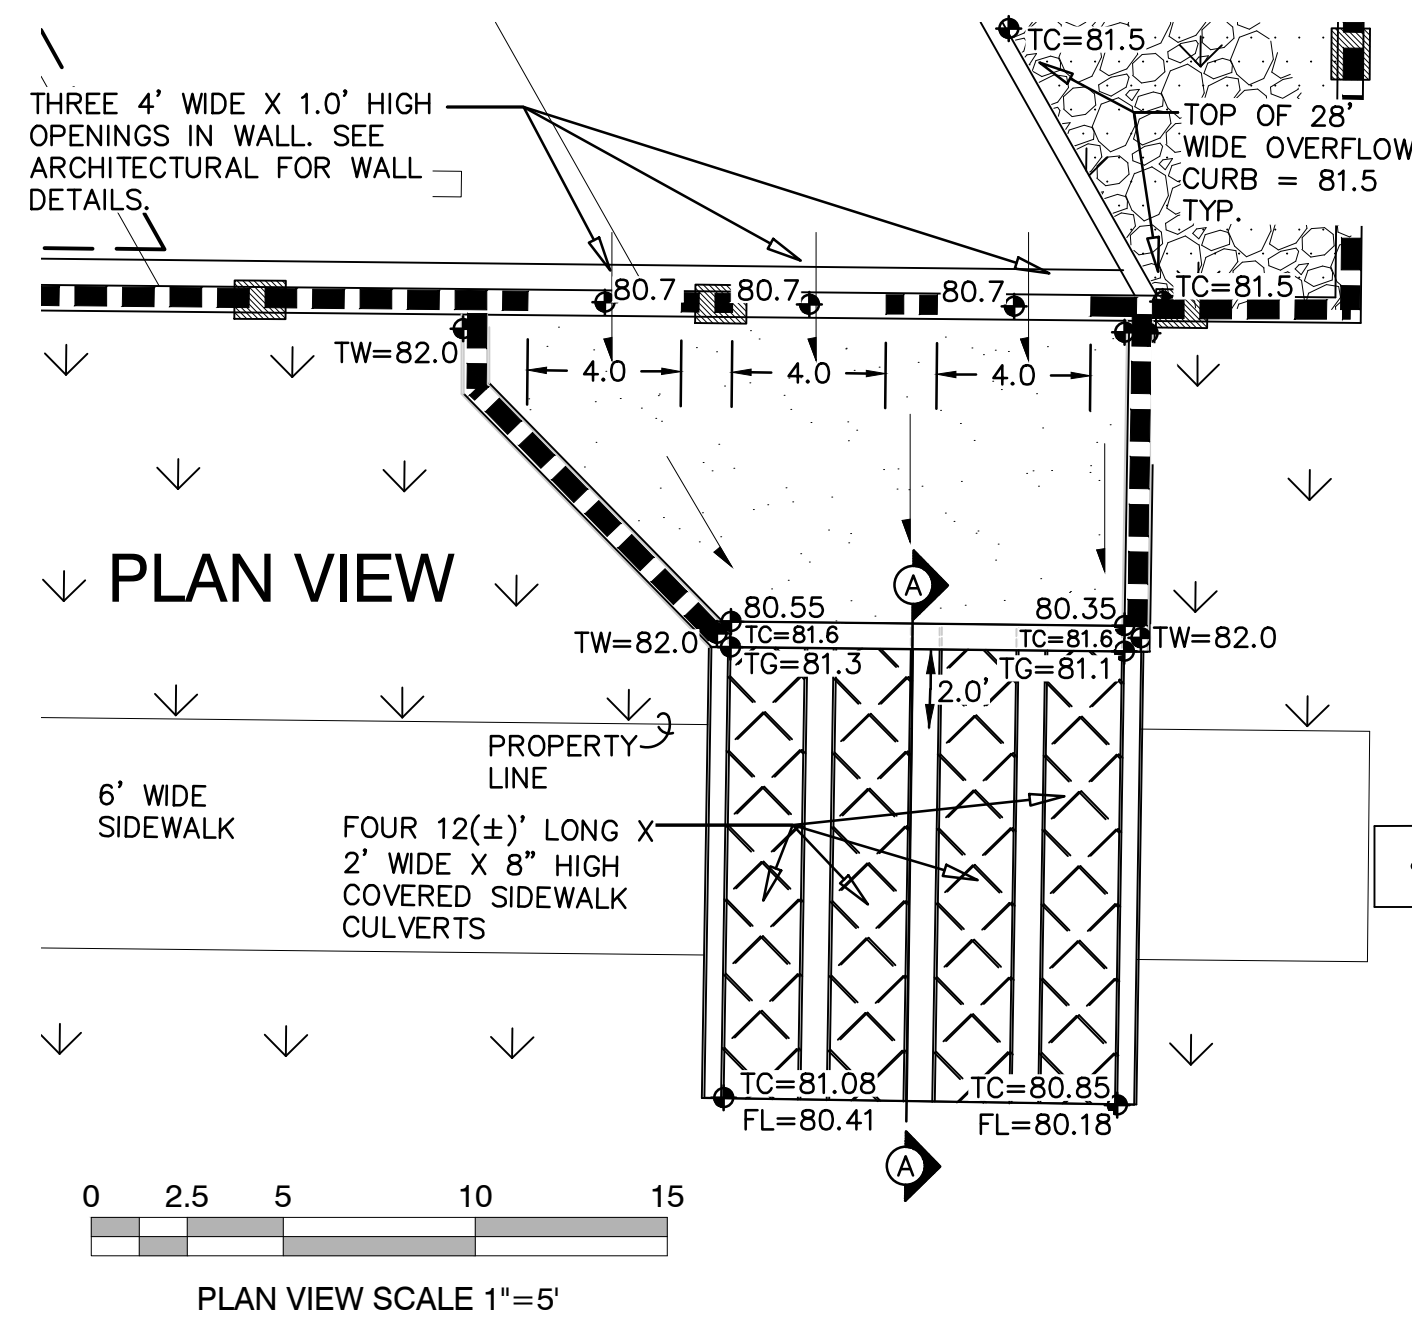 TC=81.5
THREE 4' WIDE X 1.0' HIGH
OPENINGS IN WALL. SEE
ARCHITECTURAL FOR WALL
DETAILS.
TOP OF 28'
WIDE OVERFLOW
CURB = 81.5
TYP.
80.7
80.7
80.7
TC=81.5
TW=82.0
4.0
4.0
4.0
PLAN VIEW
A
80.55
80.35
TW=82.0
TC=81.6
TC=81.6
TW=82.0
TG=81.3
TG=81.1
2.0'
PROPERTY
LINE
6' WIDE
SIDEWALK
FOUR 12(±)' LONG X
2' WIDE X 8" HIGH
COVERED SIDEWALK
CULVERTS
TC=81.08
TC=80.85
FL=80.41
FL=80.18
A
0 2.5 5 10 15
PLAN VIEW SCALE 1"=5'